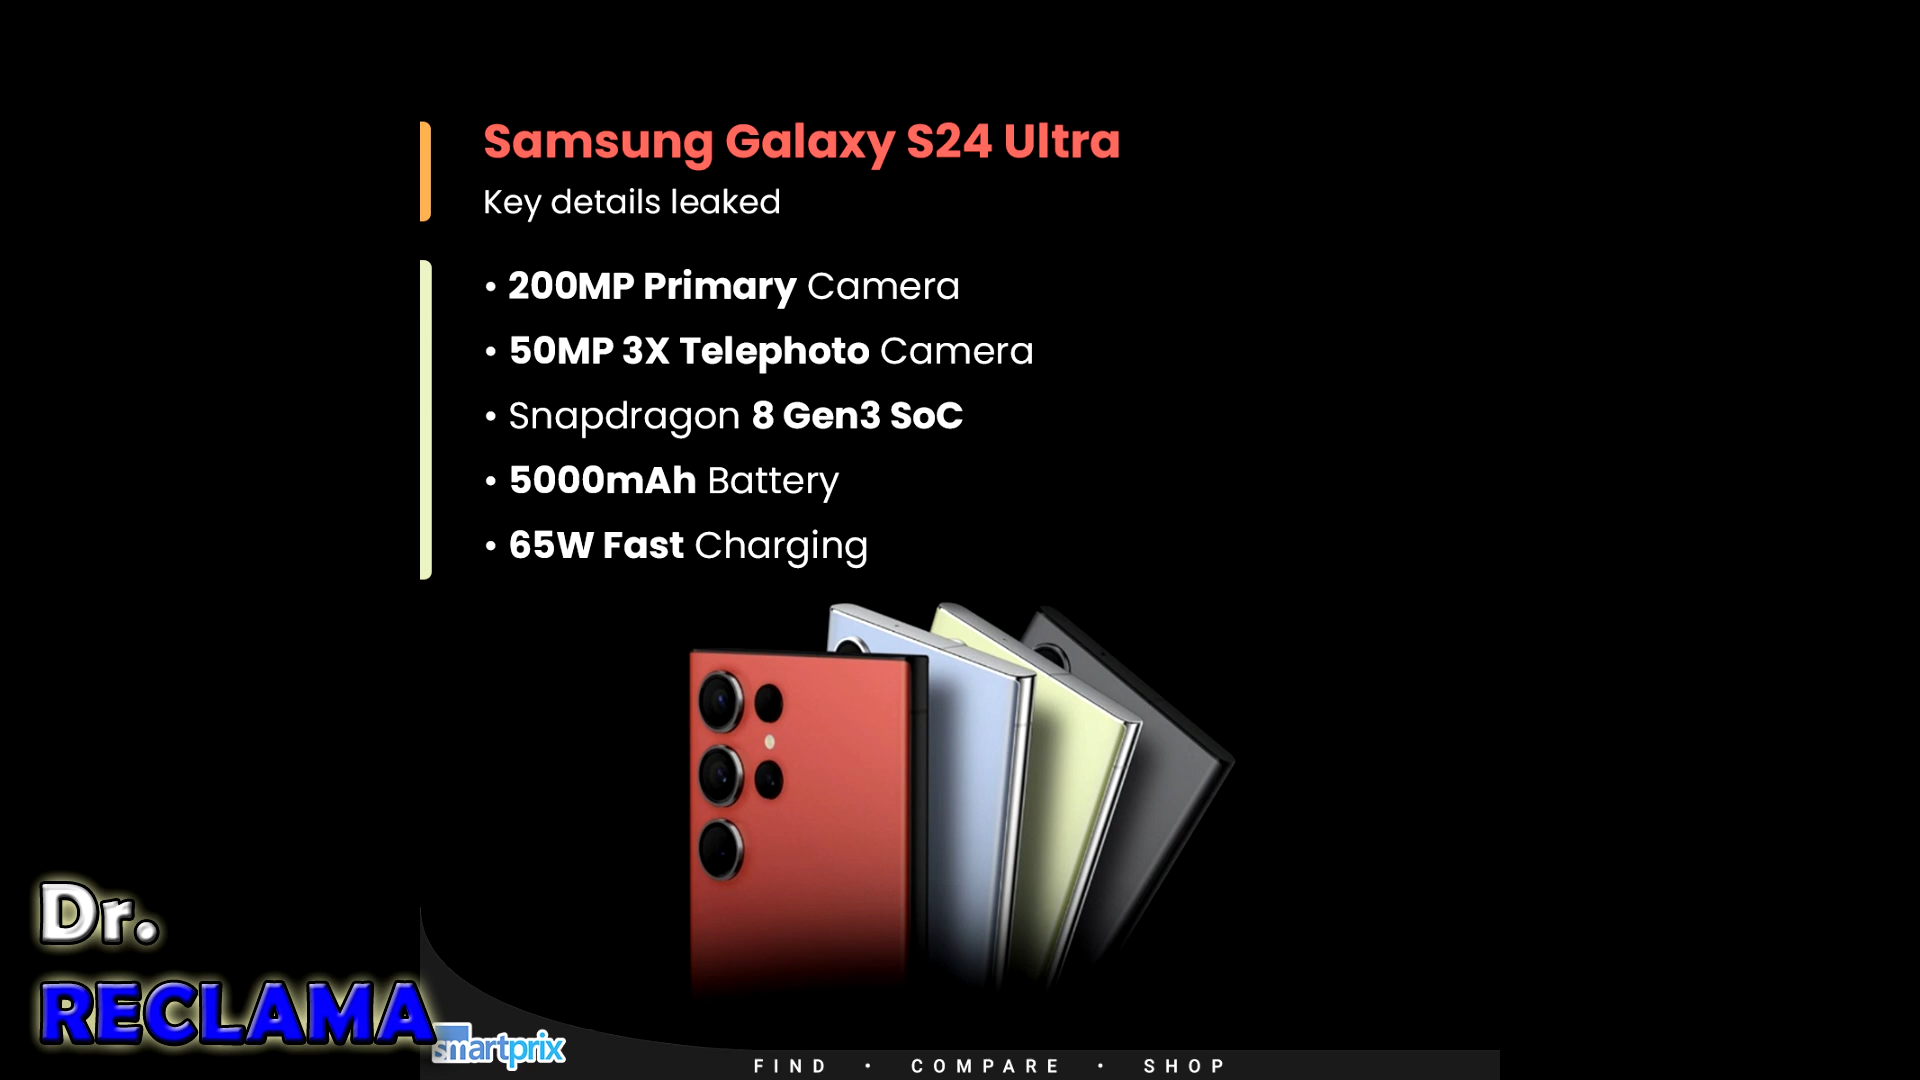 Samsung Galaxy S24 Ultra
Key details leaked
• 200MP Primary Camera
• 50MP 3X Telephoto Camera
• Snapdragon 8 Gen3 SoC
• 5000mAh Battery
• 65W Fast Charging
Dr.
RECLAMA
smartprix
FIND • COMPARE • SHOP